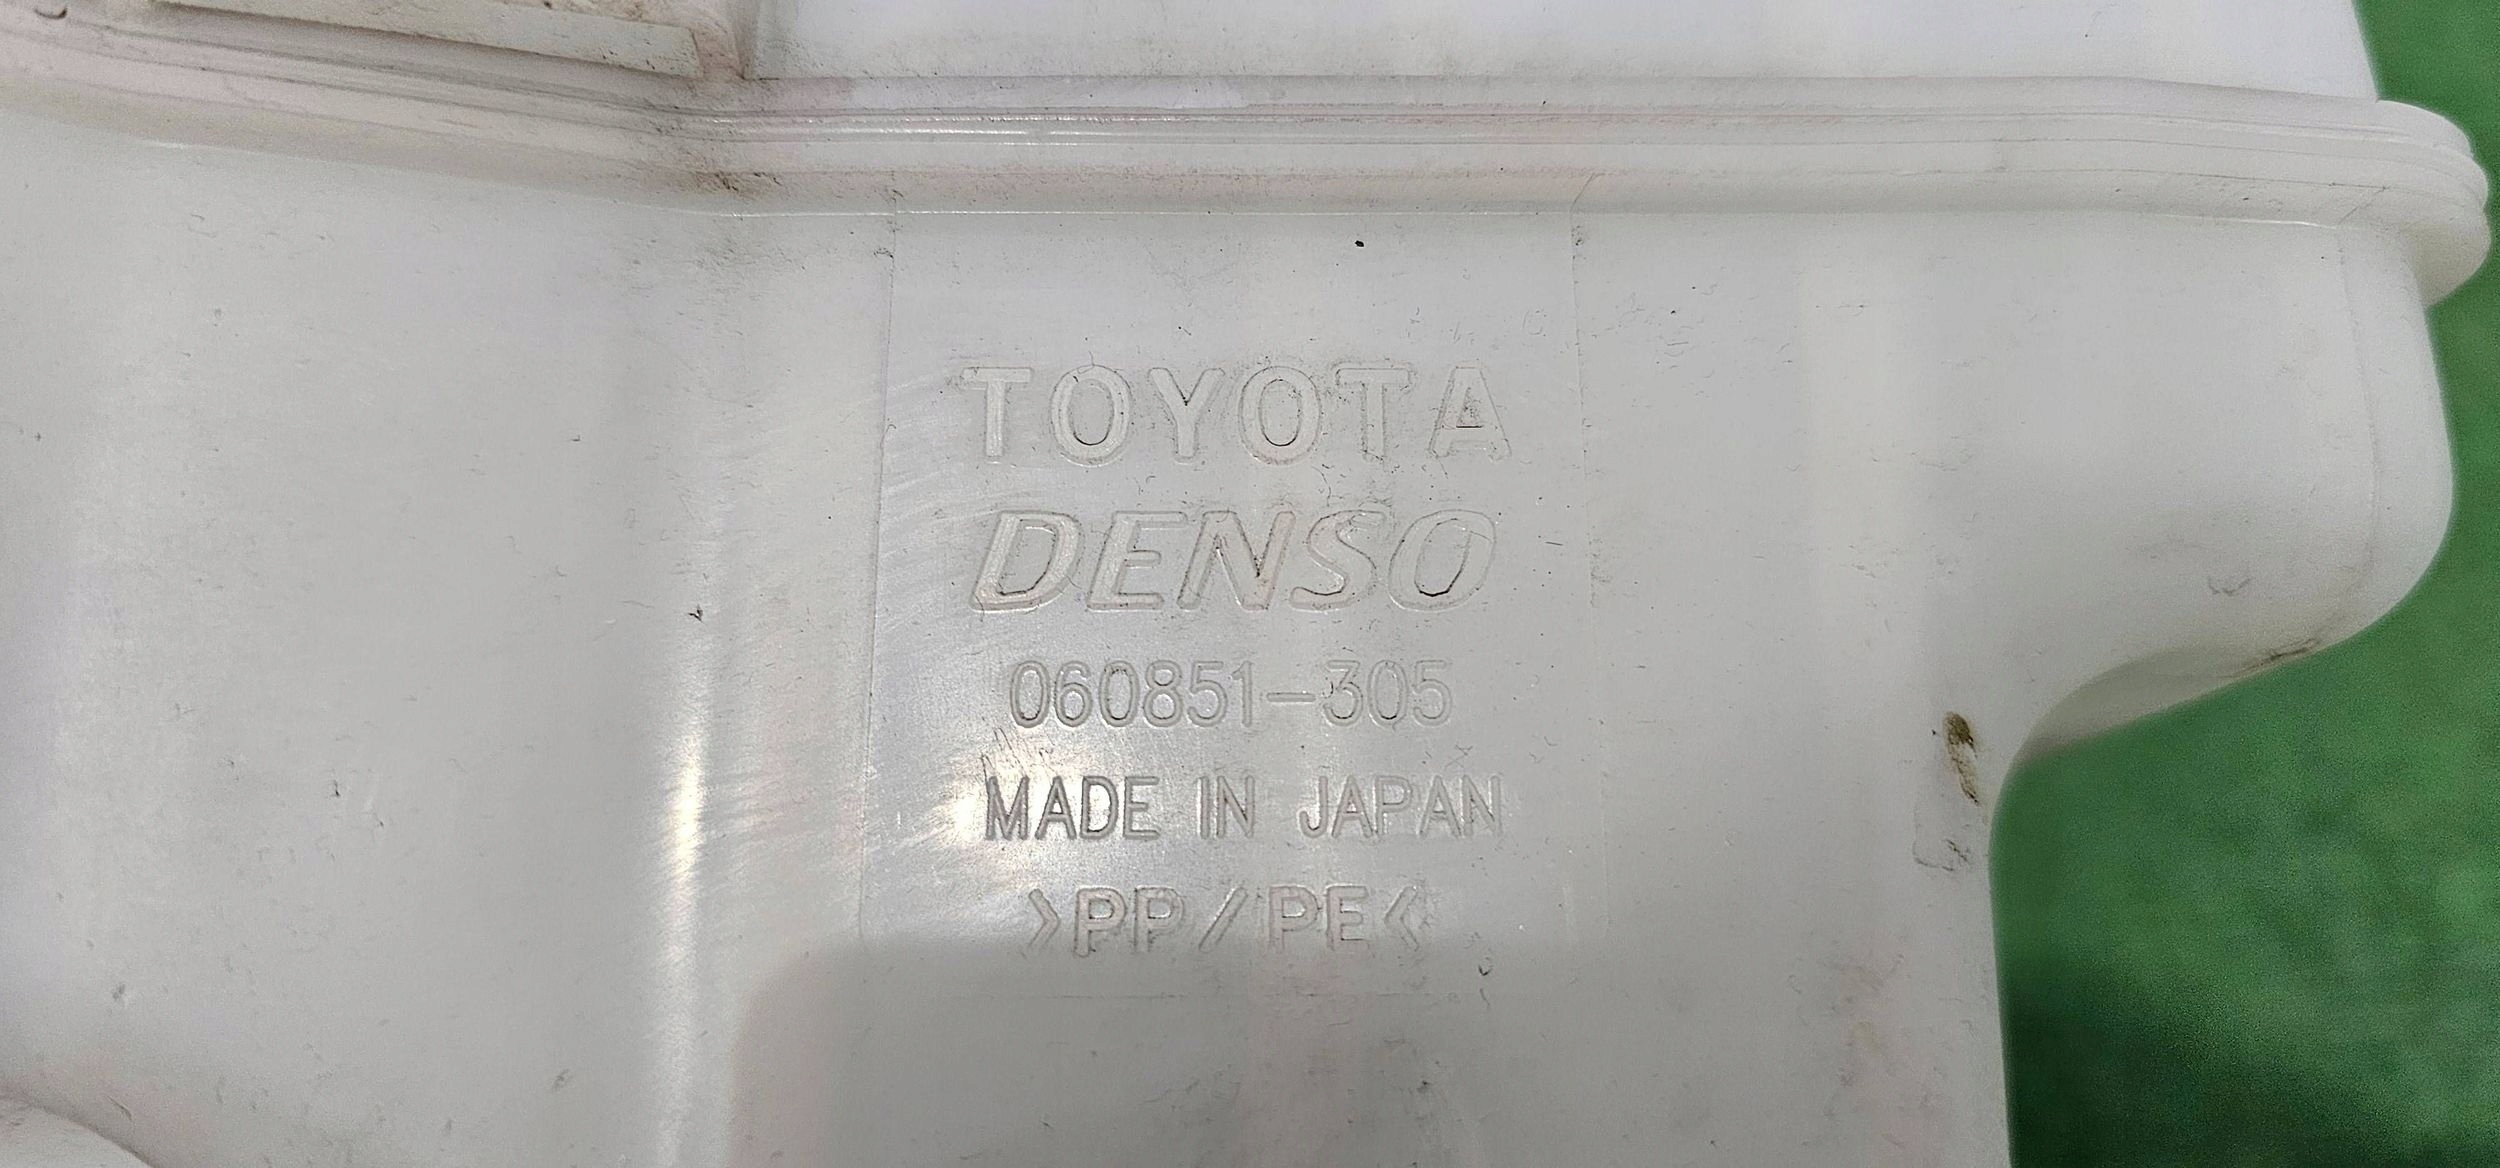 TOYOTA
DENSO
060851-305
MADE IN JAPAN
>PP/PE<